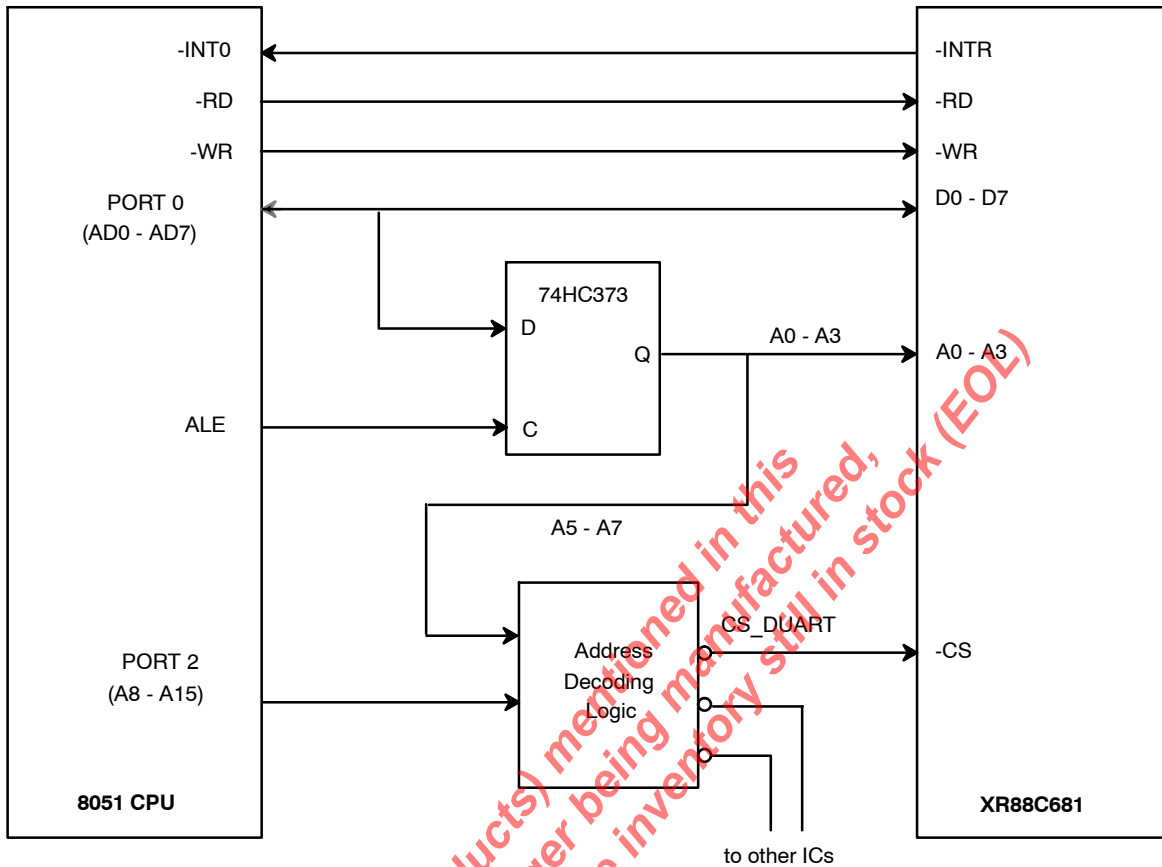 -INT0
-INTR
-RD
-RD
-WR
-WR
PORT 0
(AD0 - AD7)
D0 - D7
74HC373
D
Q
A0 - A3
A0 - A3
ALE
C
A5 - A7
PORT 2
(A8 - A15)
Address
Decoding
Logic
CS_DUART
-CS
8051 CPU
XR88C681
to other ICs
ducts) mentioned in this
being manufactured,
inventory still in stock (EOL)